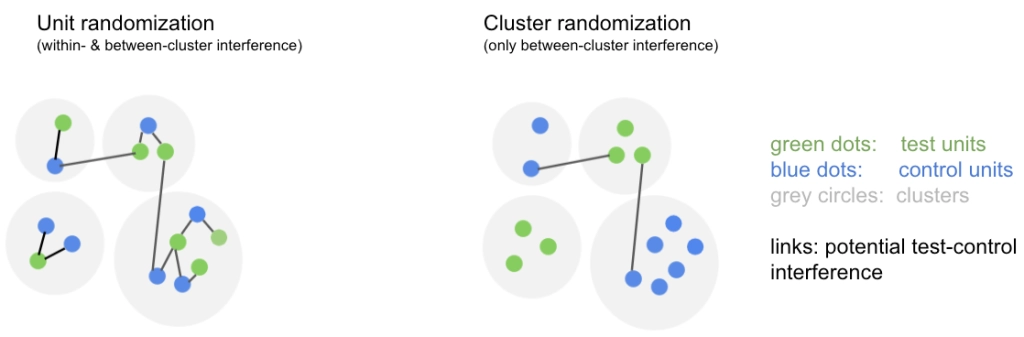 Unit randomization
(within- & between-cluster interference)
Cluster randomization
(only between-cluster interference)
green dots: test units
blue dots: control units
grey circles: clusters
links: potential test-control
interference